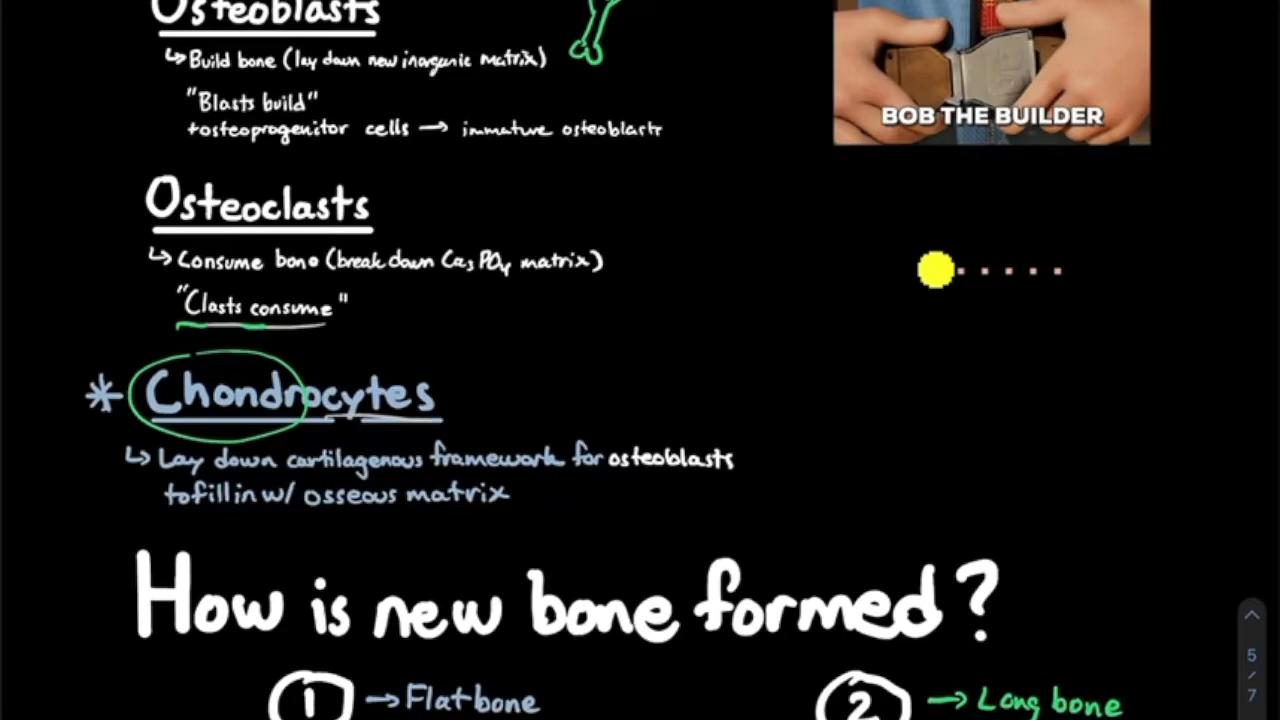 Osteoblasts
↳ Build bone (lay down new inorganic matrix)
"Blasts build"
+osteoprogenitor cells → immature osteoblasts
BOB THE BUILDER
Osteoclasts
↳ Consume bone (break down Ca3 PO4 matrix)
"Clasts consume"
* Chondrocytes
↳ Lay down cartilagenous framework for osteoblasts
to fill in w/ osseous matrix
How is new bone formed?
1 → Flat bone
2 → Long bone
5
/
7